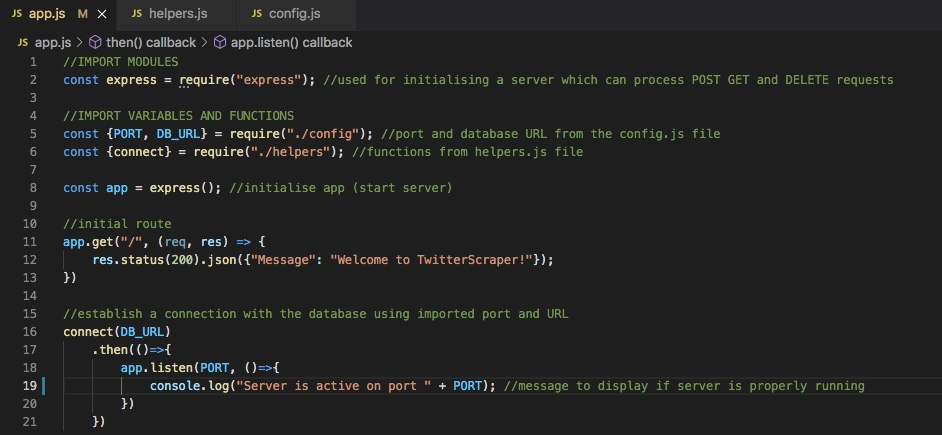 JS app.js M × JS helpers.js JS config.js
JS app.js > then() callback > app.listen() callback
1 //IMPORT MODULES
2 const express = require("express"); //used for initialising a server which can process POST GET and DELETE requests
3
4 //IMPORT VARIABLES AND FUNCTIONS
5 const {PORT, DB_URL} = require("./config"); //port and database URL from the config.js file
6 const {connect} = require("./helpers"); //functions from helpers.js file
7
8 const app = express(); //initialise app (start server)
9
10 //initial route
11 app.get("/", (req, res) => {
12     res.status(200).json({"Message": "Welcome to TwitterScraper!"});
13 })
14
15 //establish a connection with the database using imported port and URL
16 connect(DB_URL)
17     .then(()=>{
18         app.listen(PORT, ()=>{
19             console.log("Server is active on port " + PORT); //message to display if server is properly running
20         })
21     })